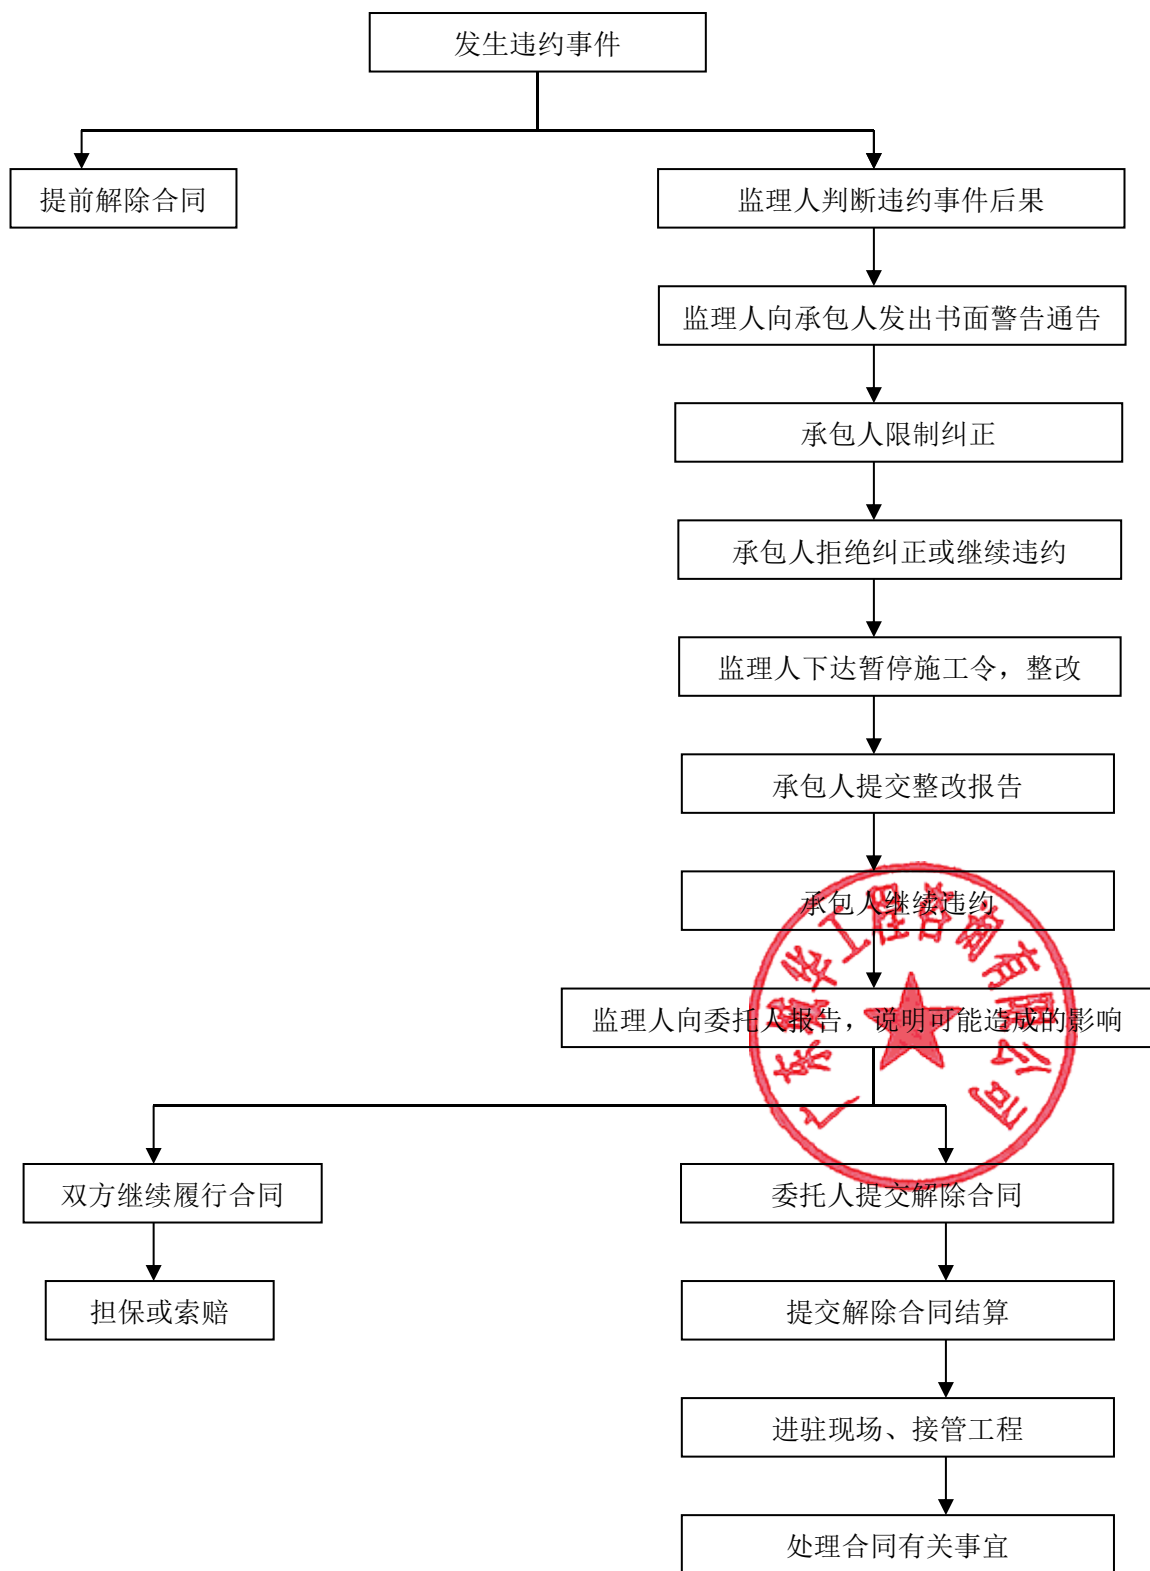 发生违约事件
提前解除合同
监理人判断违约事件后果
监理人向承包人发出书面警告通告
承包人限制纠正
承包人拒绝纠正或继续违约
监理人下达暂停施工令，整改
承包人提交整改报告
承包人继续违约
监理人向委托人报告，说明可能造成的影响
双方继续履行合同
委托人提交解除合同
担保或索赔
提交解除合同结算
进驻现场、接管工程
处理合同有关事宜